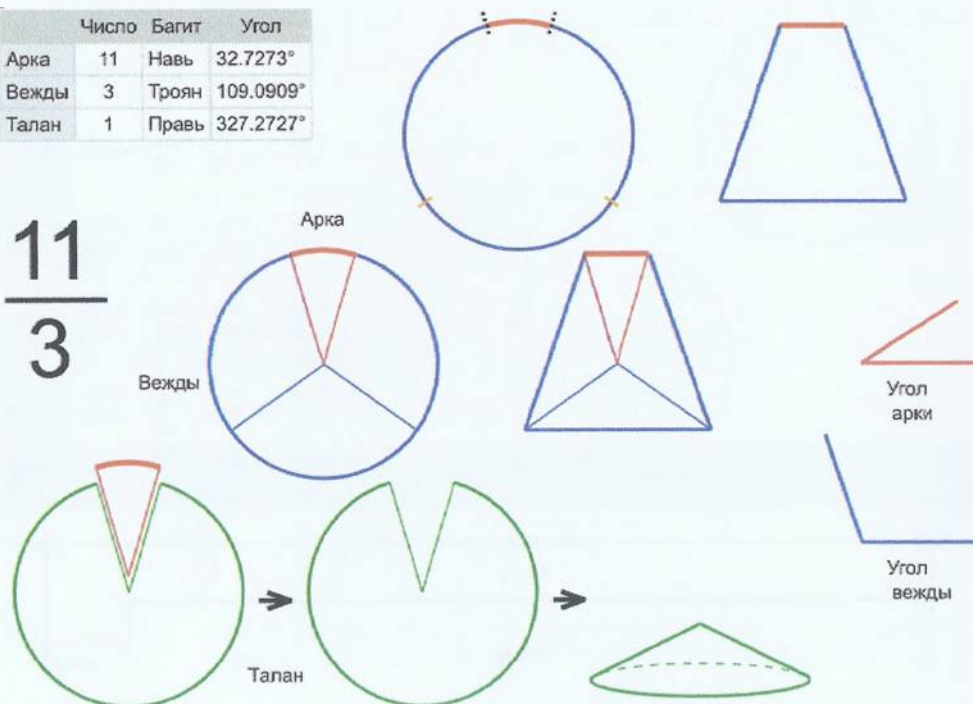 Число Багит Угол
Арка 11 Навь 32.7273°
Вежды 3 Троян 109.0909°
Талан 1 Правь 327.2727°
11
3
Арка
Вежды
Угол
арки
Угол
вежды
Талан